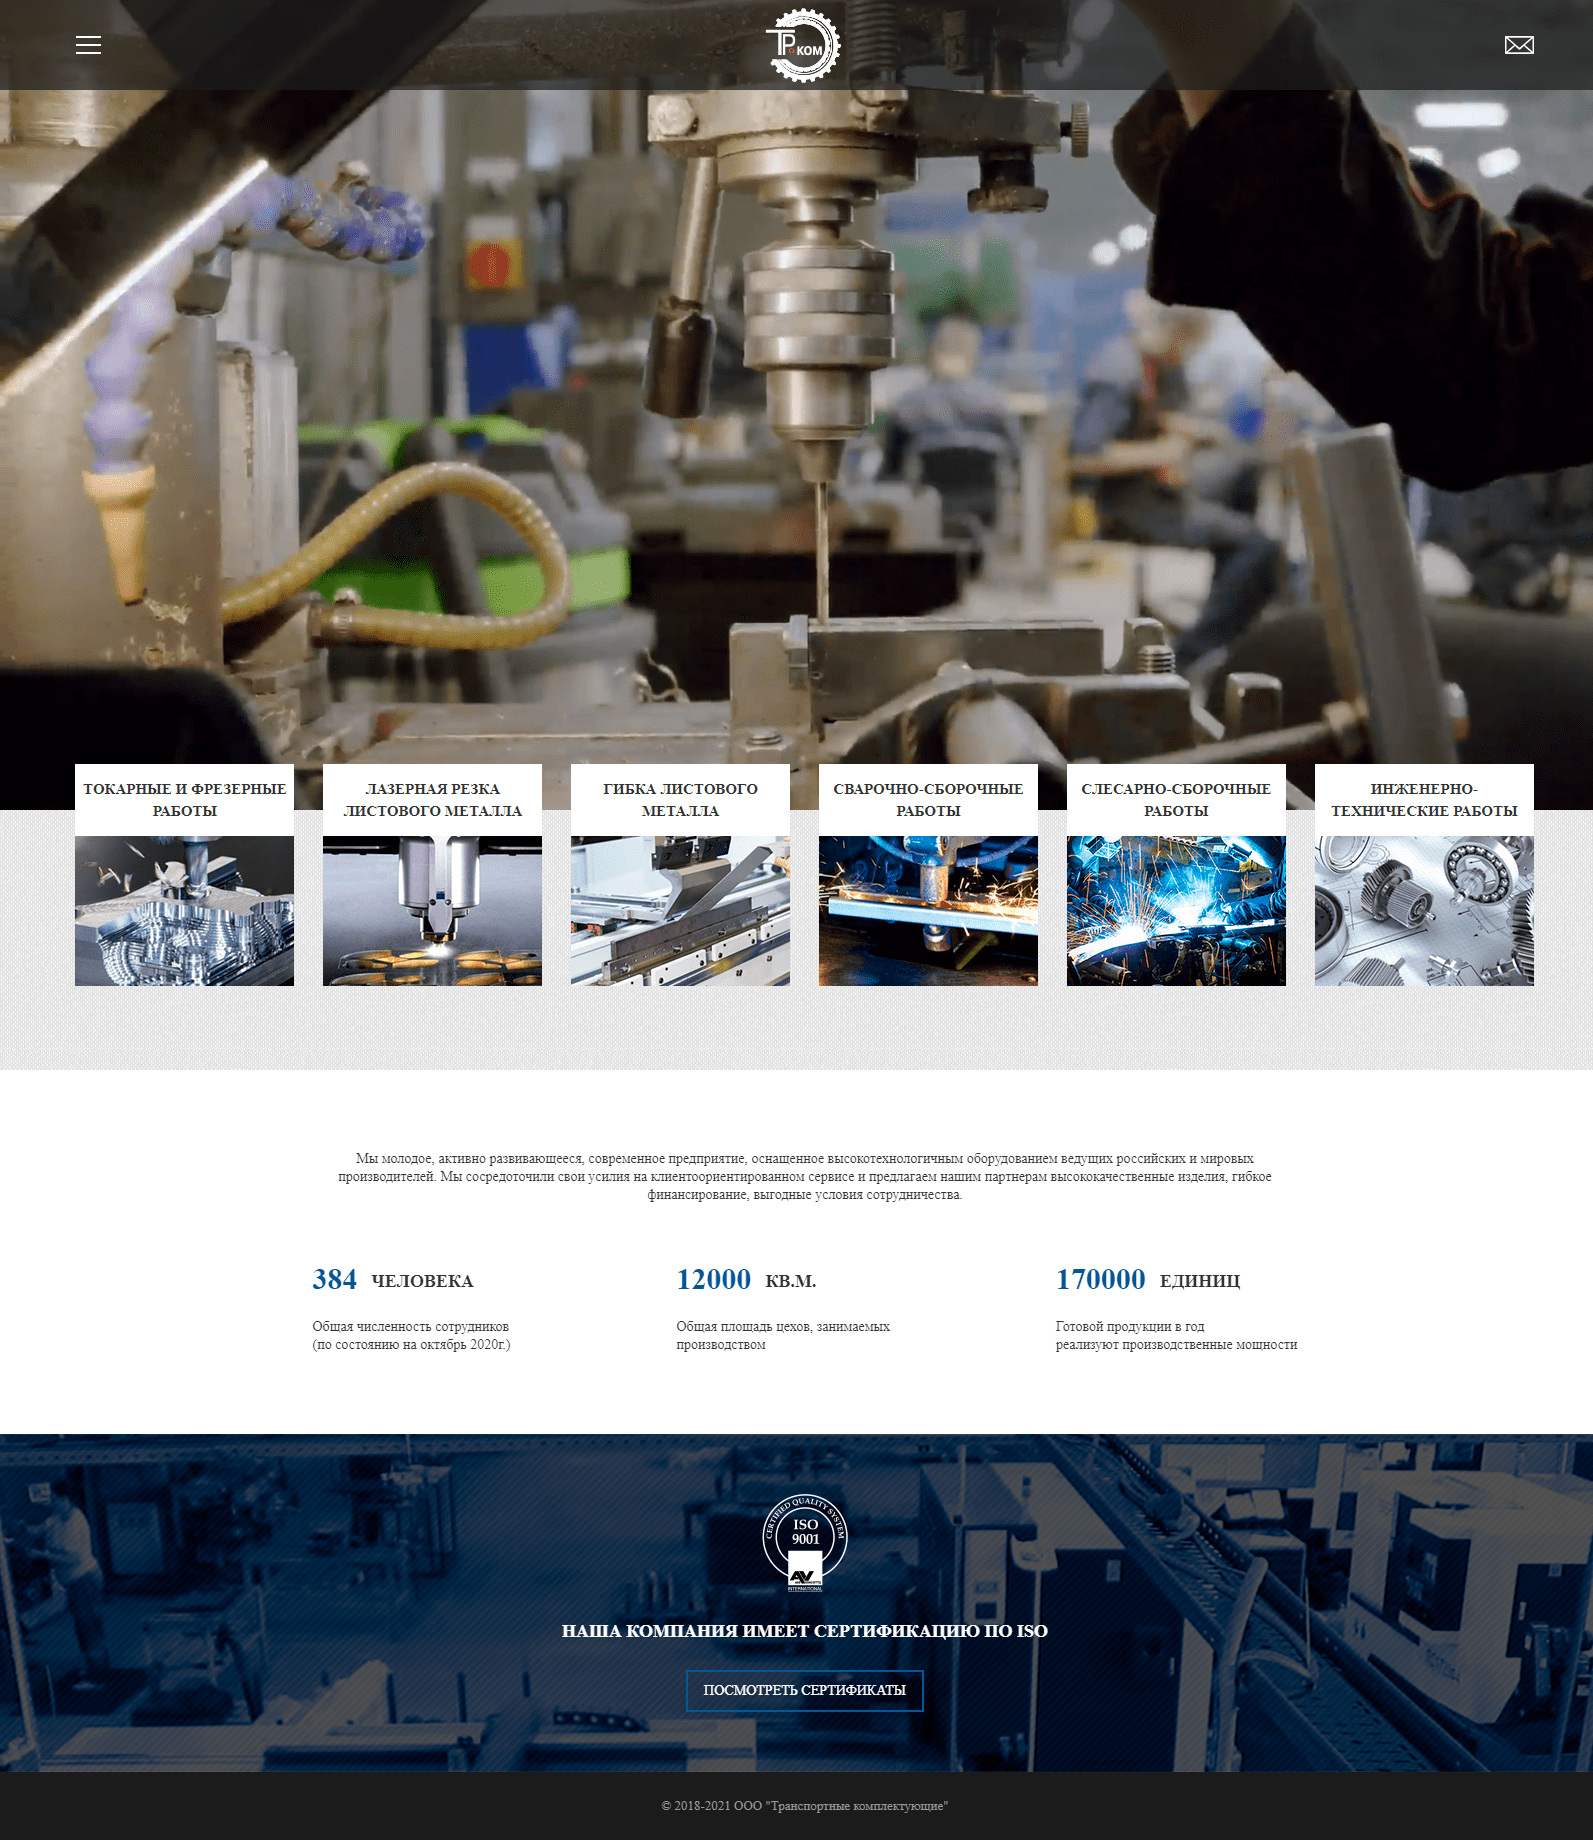 ТР КОМ
ТОКАРНЫЕ И ФРЕЗЕРНЫЕ
РАБОТЫ
ЛАЗЕРНАЯ РЕЗКА
ЛИСТОВОГО МЕТАЛЛА
ГИБКА ЛИСТОВОГО
МЕТАЛЛА
СВАРОЧНО-СБОРОЧНЫЕ
РАБОТЫ
СЛЕСАРНО-СБОРОЧНЫЕ
РАБОТЫ
ИНЖЕНЕРНО-
ТЕХНИЧЕСКИЕ РАБОТЫ
Мы молодое, активно развивающееся, современное предприятие, оснащенное высокотехнологичным оборудованием ведущих российских и мировых
производителей. Мы сосредоточили свои усилия на клиентоориентированном сервисе и предлагаем нашим партнерам высококачественные изделия, гибкое
финансирование, выгодные условия сотрудничества.
384 ЧЕЛОВЕКА
Общая численность сотрудников
(по состоянию на октябрь 2020г.)
12000 КВ.М.
Общая площадь цехов, занимаемых
производством
170000 ЕДИНИЦ
Готовой продукции в год
реализуют производственные мощности
CERTIFIED QUALITY SYSTEM
ISO
9001
AV
INTERNATIONAL
НАША КОМПАНИЯ ИМЕЕТ СЕРТИФИКАЦИЮ ПО ISO
ПОСМОТРЕТЬ СЕРТИФИКАТЫ
© 2018-2021 ООО "Транспортные комплектующие"